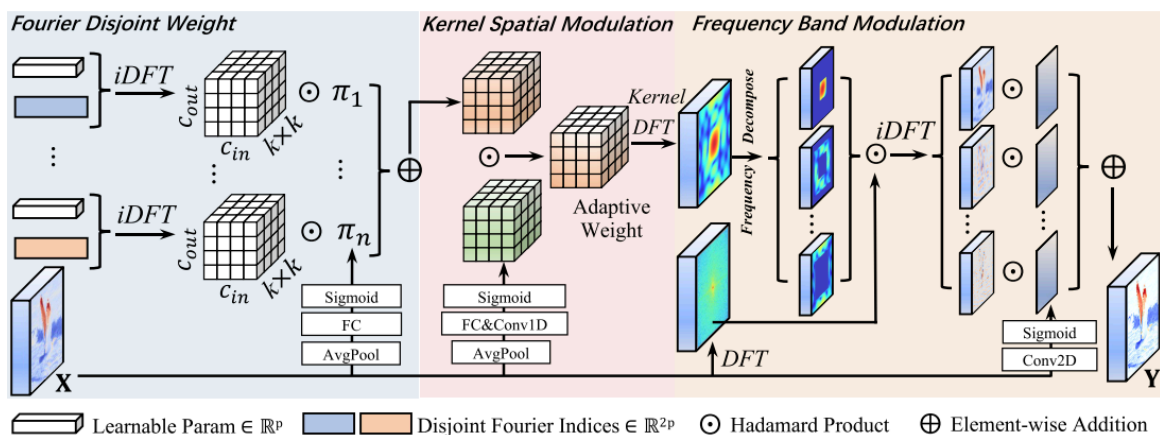 Fourier Disjoint Weight
Kernel Spatial Modulation
Frequency Band Modulation
iDFT
c_out
c_in
k×k
π_1
⋮
iDFT
c_out
c_in
k×k
π_n
Sigmoid
FC
AvgPool
X
Adaptive
Weight
Sigmoid
FC&Conv1D
AvgPool
Kernel
DFT
Frequency Decompose
iDFT
DFT
Sigmoid
Conv2D
Y
Learnable Param ∈ ℝᵖ
Disjoint Fourier Indices ∈ ℝ²ᵖ
Hadamard Product
Element-wise Addition